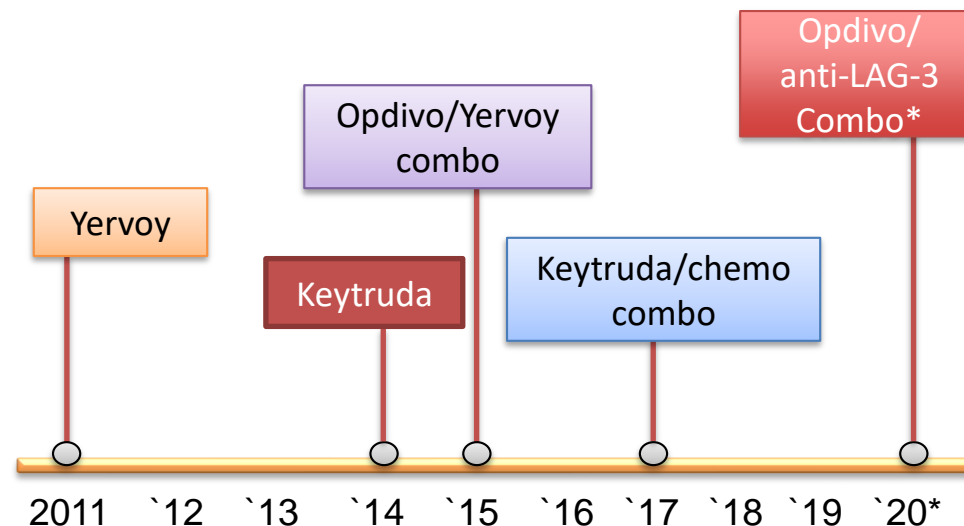 Opdivo/
anti-LAG-3
Combo*
Opdivo/Yervoy
combo
Yervoy
Keytruda
Keytruda/chemo
combo
2011 `12 `13 `14 `15 `16 `17 `18 `19 `20*